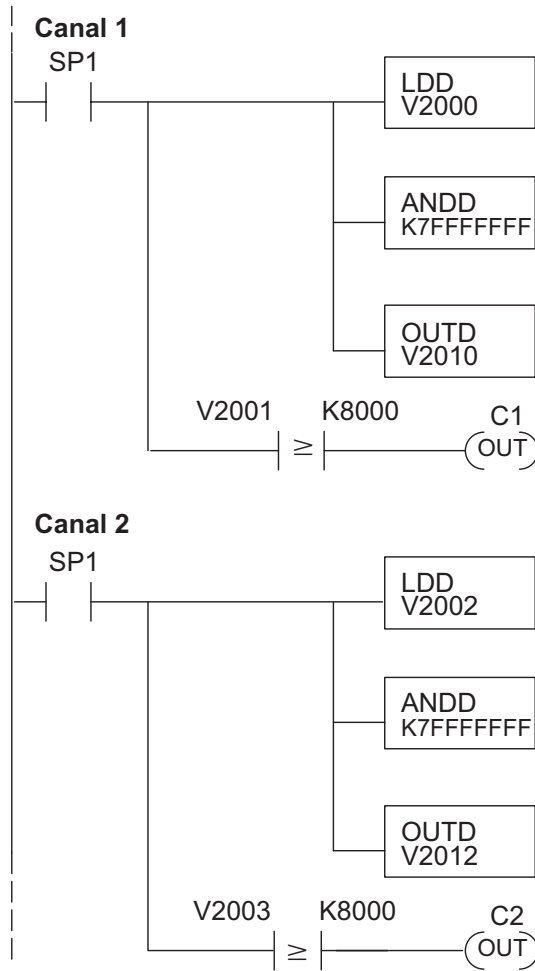 Canal 1
SP1
LDD
V2000
ANDD
K7FFFFFFF
OUTD
V2010
V2001 ≥ K8000 C1
OUT
Canal 2
SP1
LDD
V2002
ANDD
K7FFFFFFF
OUTD
V2012
V2003 ≥ K8000 C2
OUT